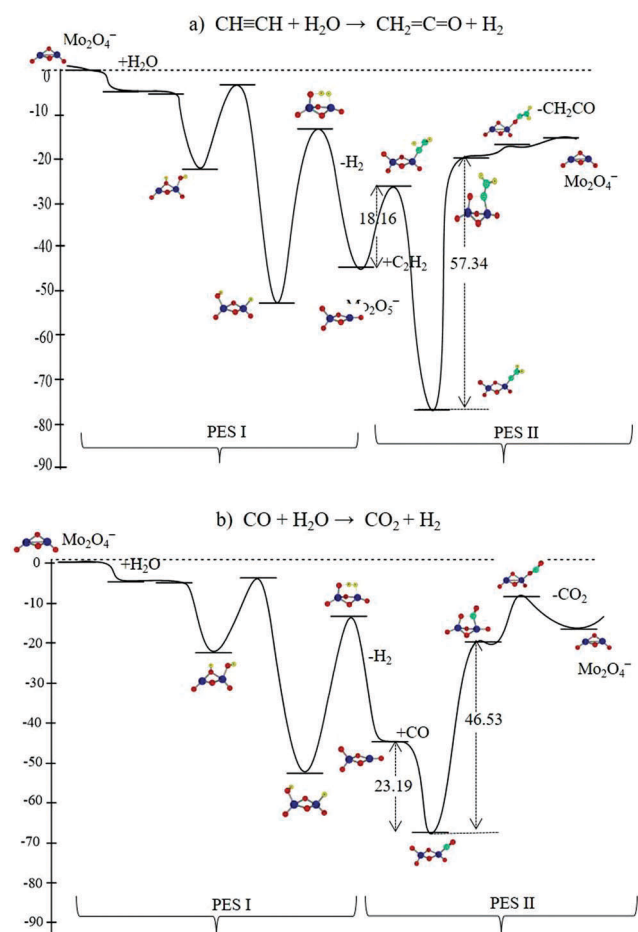 a) CH≡CH + H₂O → CH₂=C=O + H₂
Mo₂O₄⁻
+H₂O
0
-10
-20
-30
-40
-50
-60
-70
-80
-90
-H₂
18.16
+C₂H₂
Mo₂O₅⁻
57.34
-CH₂CO
Mo₂O₄⁻
PES I
PES II
b) CO + H₂O → CO₂ + H₂
Mo₂O₄⁻
+H₂O
0
-10
-20
-30
-40
-50
-60
-70
-80
-90
-H₂
+CO
23.19
46.53
-CO₂
Mo₂O₄⁻
PES I
PES II